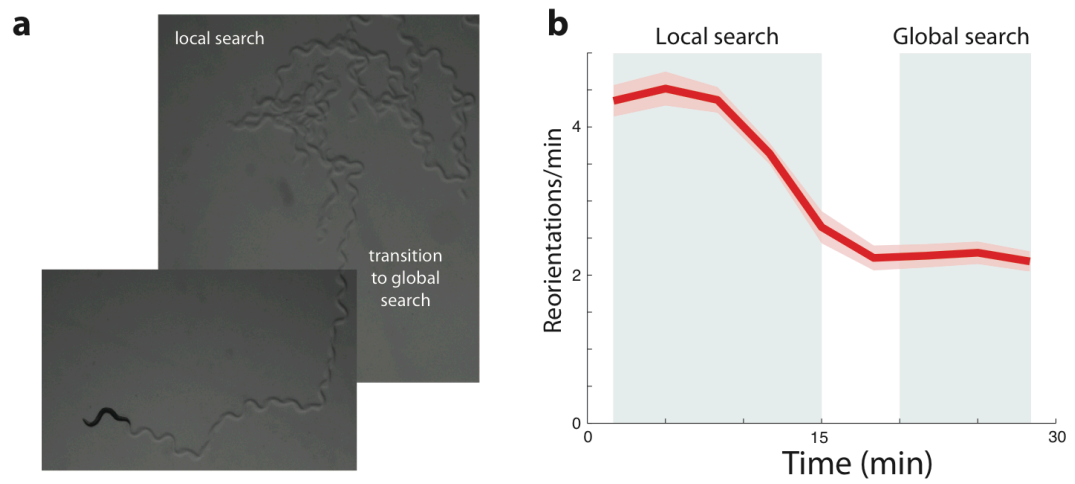 a
local search
transition
to global
search
b
Local search
Global search
Reorientations/min
4
2
0
0
15
30
Time (min)